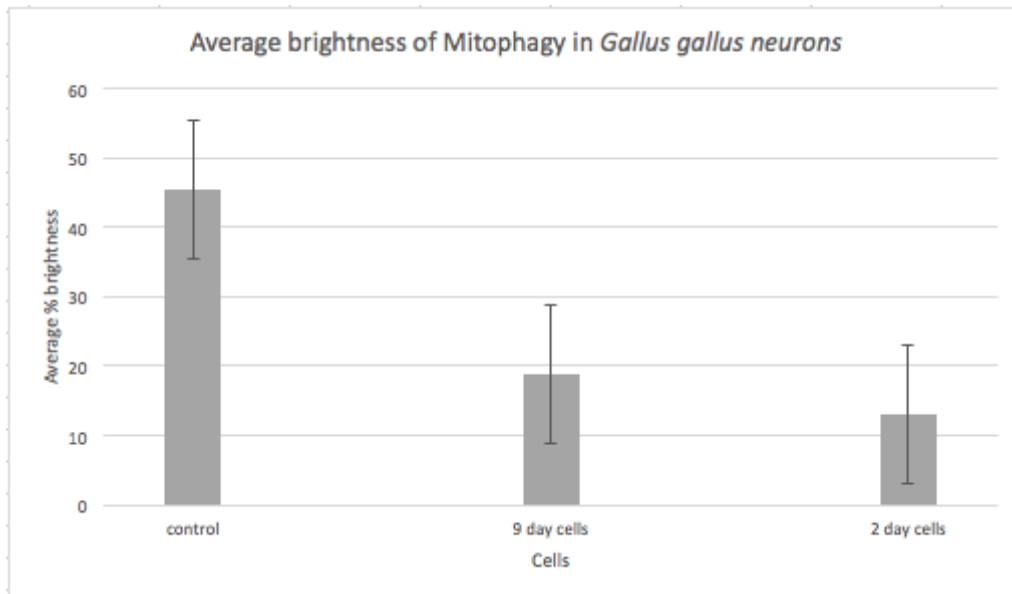 Average brightness of Mitophagy in Gallus gallus neurons
60
50
40
30
20
10
0
Average % brightness
control 9 day cells 2 day cells
Cells